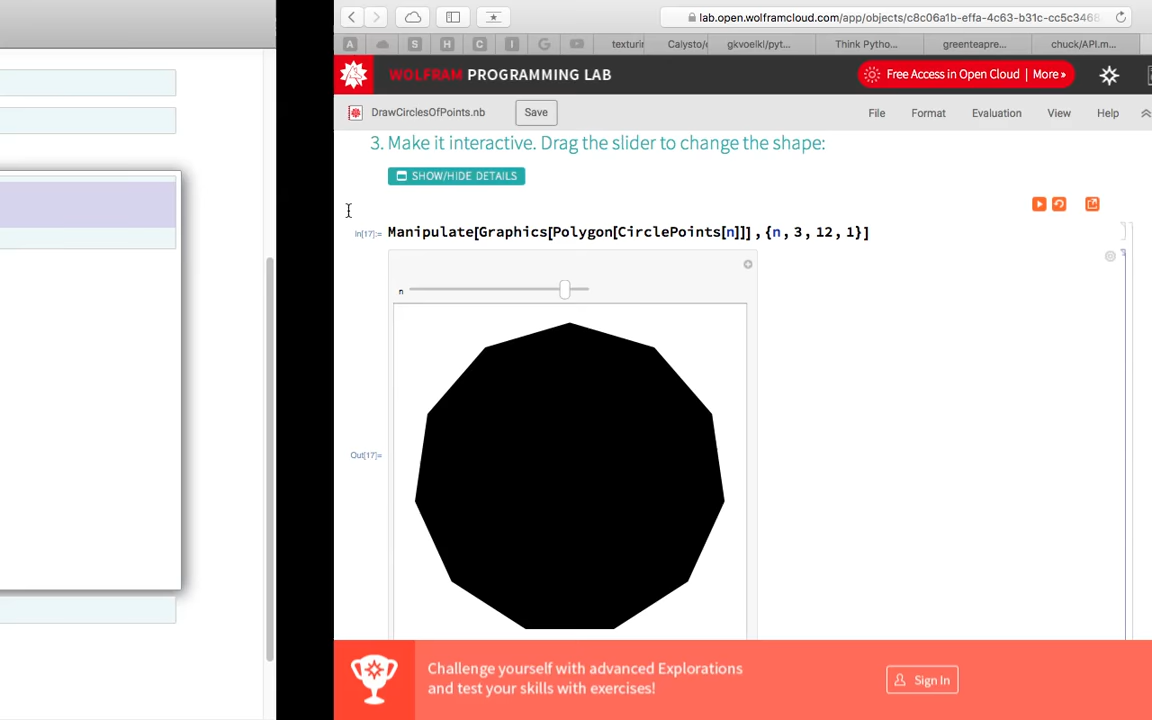 lab.open.wolframcloud.com/app/objects/c8c06a1b-effa-4c63-b31c-cc5c3468-
A S H C I G texturir Calysto/c gkvoelkl/pyt... Think Pytho... greenteapre... chuck/API.m...
WOLFRAM PROGRAMMING LAB Free Access in Open Cloud | More »
DrawCirclesOfPoints.nb Save File Format Evaluation View Help
3. Make it interactive. Drag the slider to change the shape:
SHOW/HIDE DETAILS
In[17]:= Manipulate[Graphics[Polygon[CirclePoints[n]]],{n,3,12,1}]
n
Out[17]=
Challenge yourself with advanced Explorations
and test your skills with exercises!
Sign In